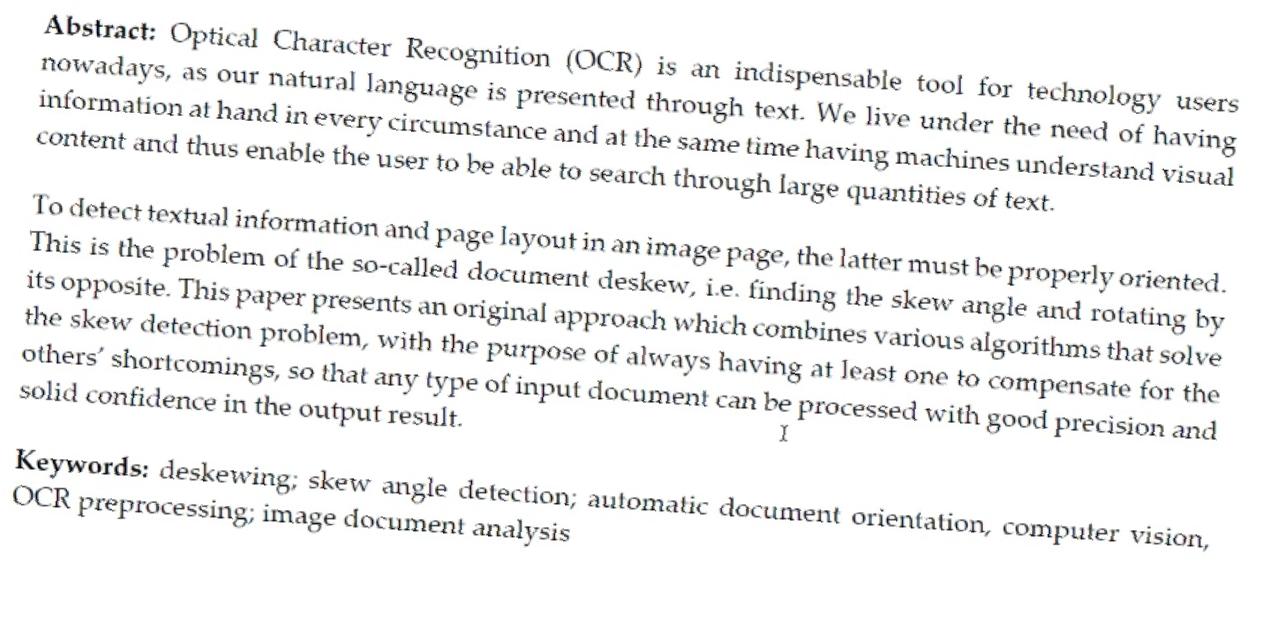 Abstract: Optical Character Recognition (OCR) is an indispensable tool for technology users
nowadays, as our natural language is presented through text. We live under the need of having
information at hand in every circumstance and at the same time having machines understand visual
content and thus enable the user to be able to search through large quantities of text.
To detect textual information and page layout in an image page, the latter must be properly oriented.
This is the problem of the so-called document deskew, i.e. finding the skew angle and rotating by
its opposite. This paper presents an original approach which combines various algorithms that solve
the skew detection problem, with the purpose of always having at least one to compensate for the
others’ shortcomings, so that any type of input document can be processed with good precision and
solid confidence in the output result.
Keywords: deskewing; skew angle detection; automatic document orientation, computer vision,
OCR preprocessing; image document analysis